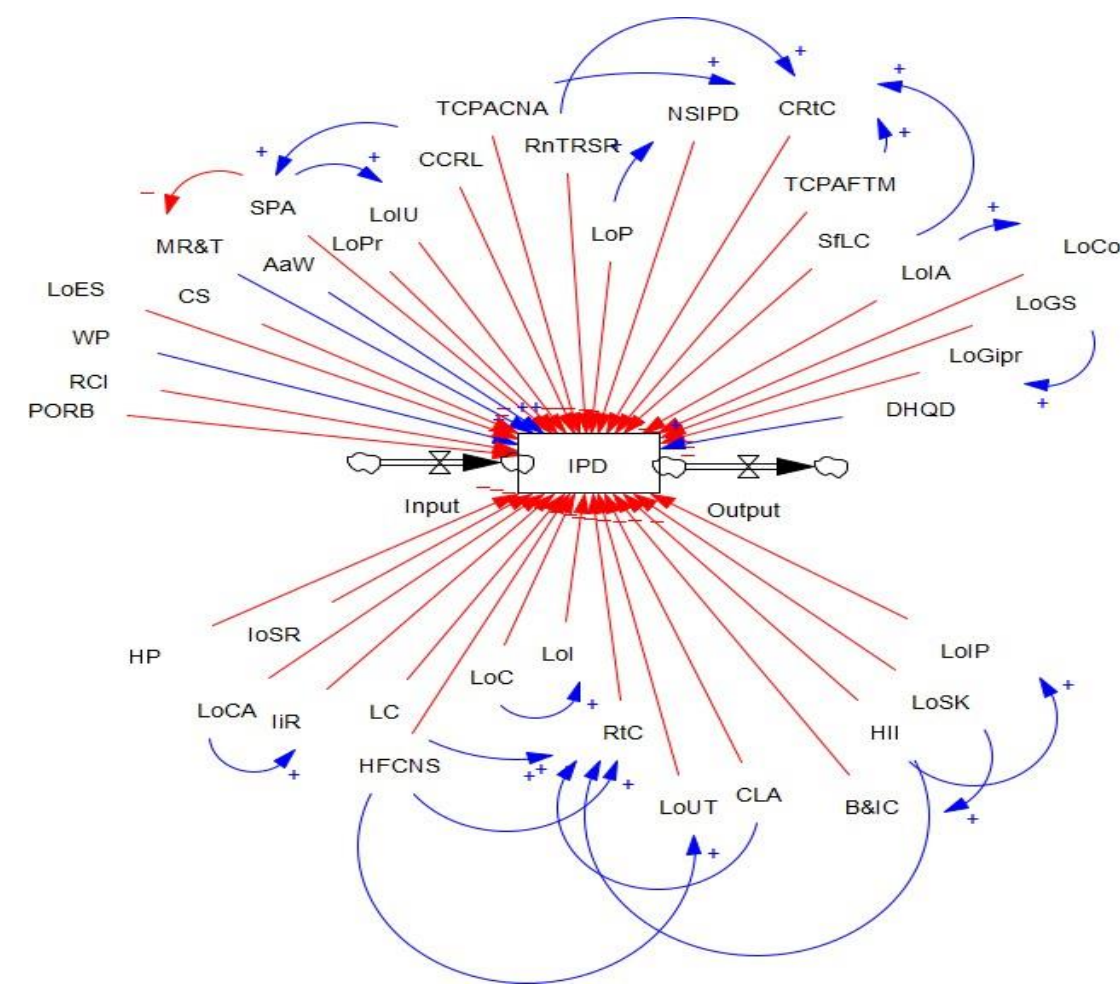 TCPACNA
NSIPD
CRtC
RnTRSR
CCRL
TCPAFTM
SPA
LoIU
LoP
SfLC
LoPr
MR&T
LoCo
AaW
LoIA
LoES
CS
LoGS
WP
LoGipr
RCI
PORB
DHQD
IPD
Input
Output
IoSR
HP
LoI
LoIP
LoC
LoSK
LoCA
IiR
LC
RtC
HII
HFCNS
LoUT
CLA
B&IC